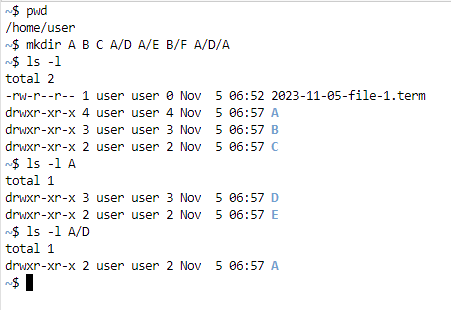 ~$ pwd
/home/user
~$ mkdir A B C A/D A/E B/F A/D/A
~$ ls -l
total 2
-rw-r--r-- 1 user user 0 Nov  5 06:52 2023-11-05-file-1.term
drwxr-xr-x 4 user user 4 Nov  5 06:57 A
drwxr-xr-x 3 user user 3 Nov  5 06:57 B
drwxr-xr-x 2 user user 2 Nov  5 06:57 C
~$ ls -l A
total 1
drwxr-xr-x 3 user user 3 Nov  5 06:57 D
drwxr-xr-x 2 user user 2 Nov  5 06:57 E
~$ ls -l A/D
total 1
drwxr-xr-x 2 user user 2 Nov  5 06:57 A
~$